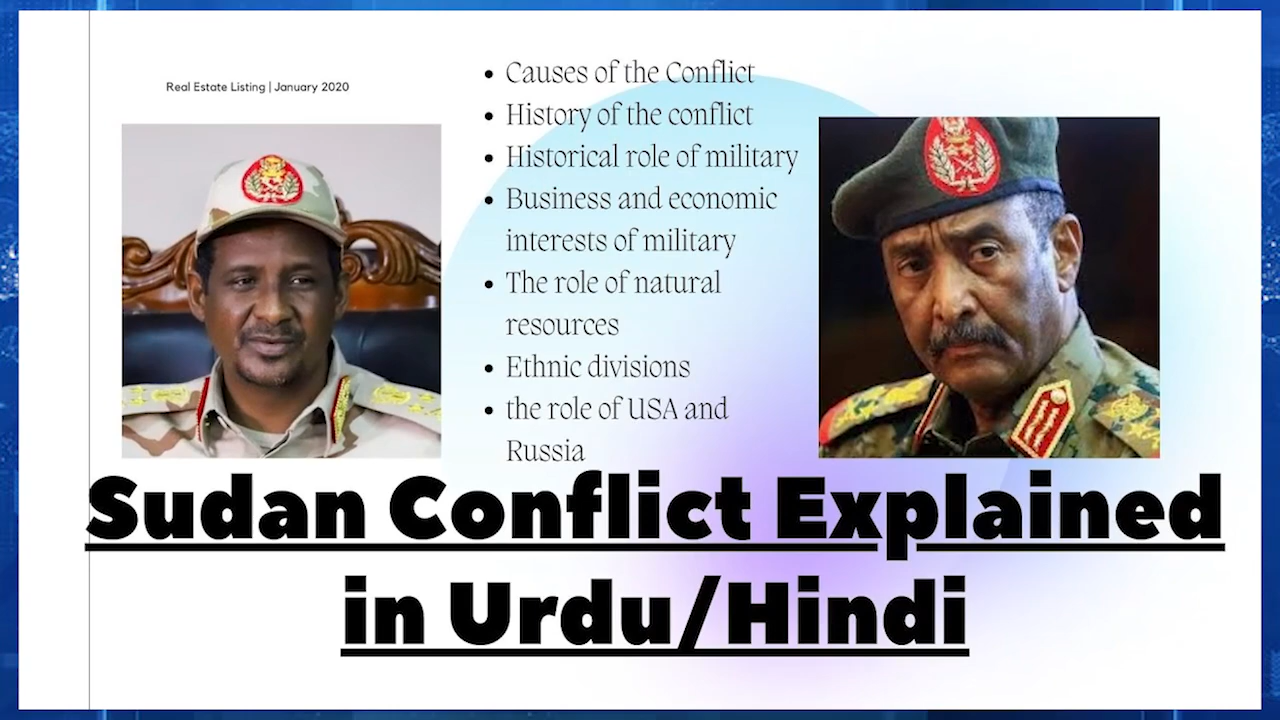 Real Estate Listing | January 2020
• Causes of the Conflict
• History of the conflict
• Historical role of military
• Business and economic
interests of military
• The role of natural
resources
• Ethnic divisions
• the role of USA and
Russia
Sudan Conflict Explained
in Urdu/Hindi